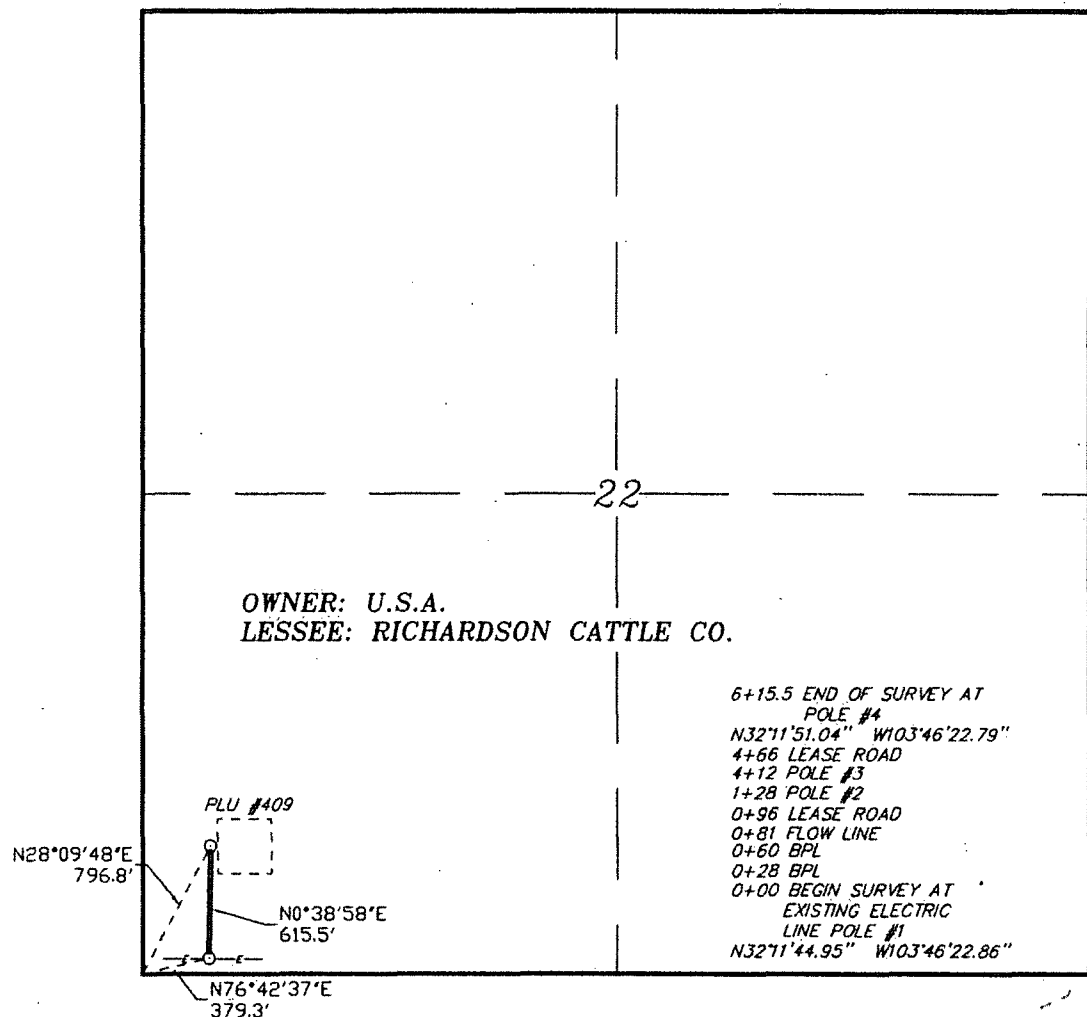 22
OWNER: U.S.A.
LESSEE: RICHARDSON CATTLE CO.
6+15.5 END OF SURVEY AT
POLE #4
N32°11'51.04" W103°46'22.79"
4+66 LEASE ROAD
4+12 POLE #3
1+28 POLE #2
0+96 LEASE ROAD
0+81 FLOW LINE
0+60 BPL
0+28 BPL
0+00 BEGIN SURVEY AT
EXISTING ELECTRIC
LINE POLE #1
N32°11'44.95" W103°46'22.86"
PLU #409
N28°09'48"E
796.8'
N0°38'58"E
615.5'
E E
N76°42'37"E
379.3'